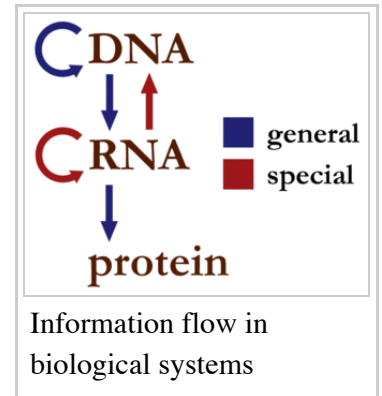 DNA
RNA
general
special
protein
Information flow in
biological systems